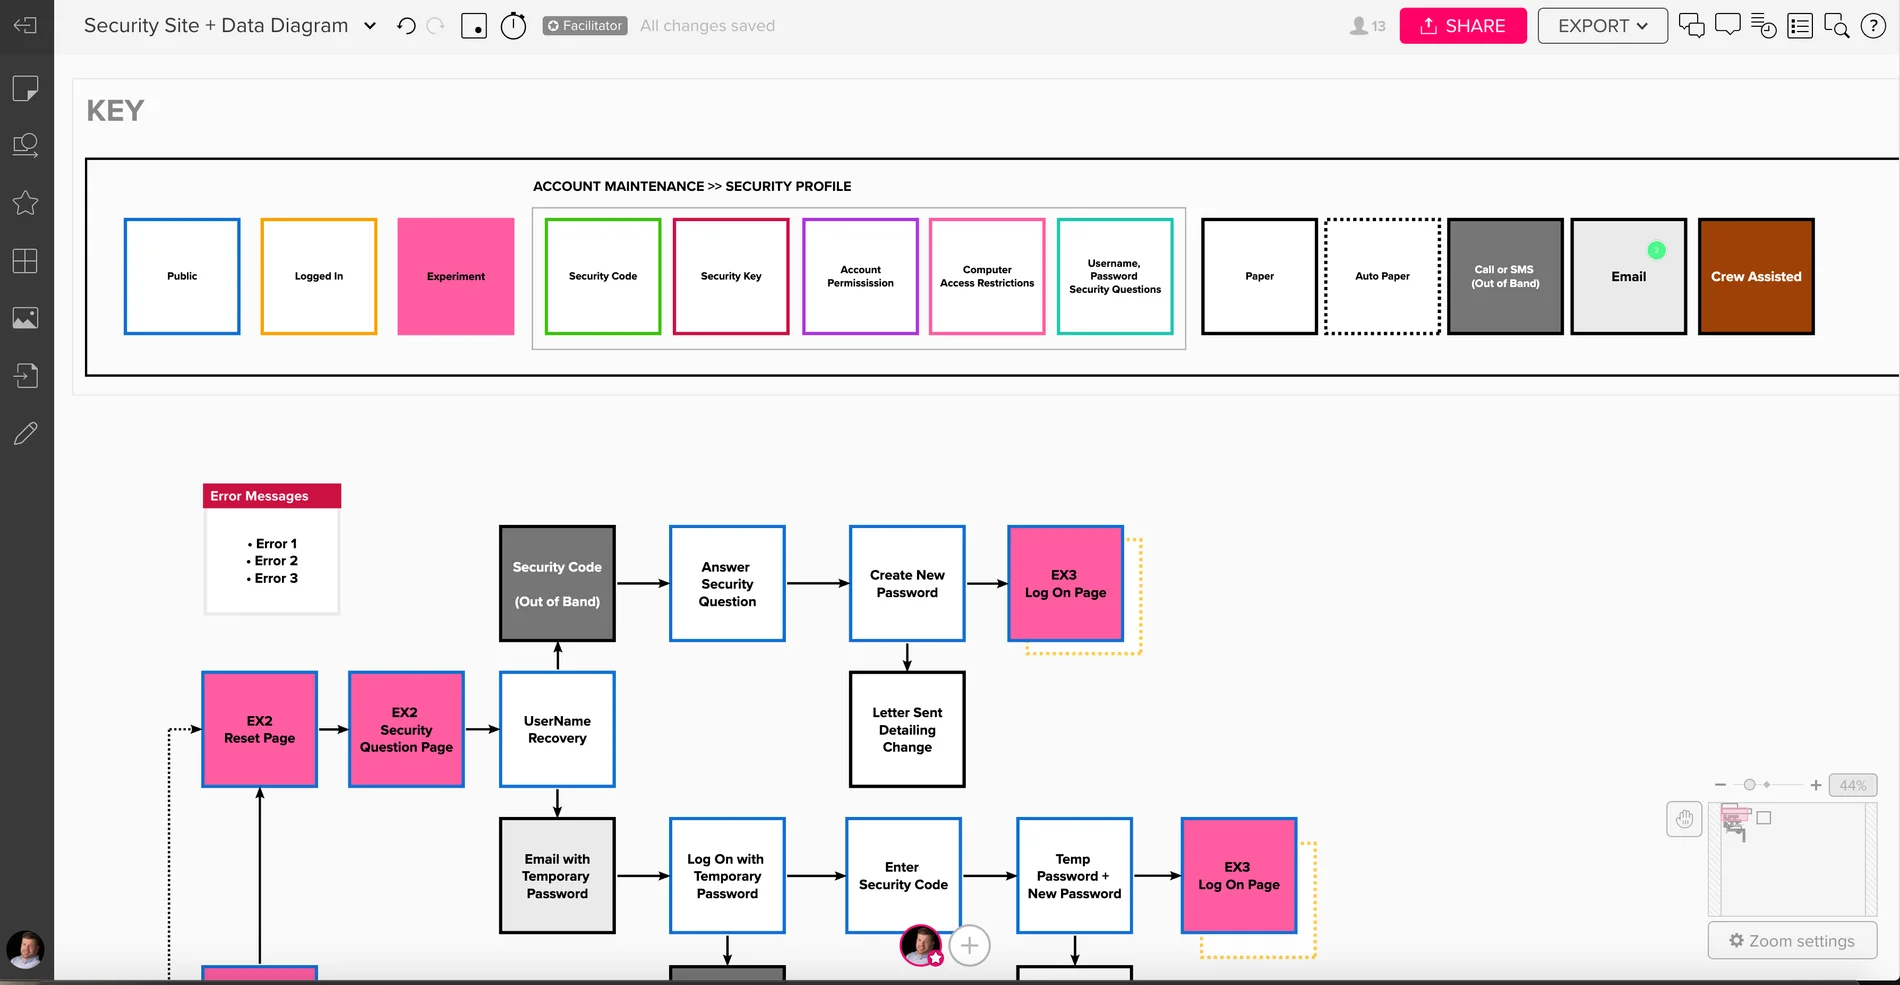 Security Site + Data Diagram
Facilitator
All changes saved
13
SHARE
EXPORT
?
KEY
ACCOUNT MAINTENANCE >> SECURITY PROFILE
Public
Logged In
Experiment
Security Code
Security Key
Account
Permisssission
Computer
Access Restrictions
Username,
Password
Security Questions
Paper
Auto Paper
Call or SMS
(Out of Band)
Email
Crew Assisted
Error Messages
• Error 1
• Error 2
• Error 3
Security Code
(Out of Band)
Answer
Security
Question
Create New
Password
EX3
Log On Page
EX2
Reset Page
EX2
Security
Question Page
UserName
Recovery
Letter Sent
Detailing
Change
Email with
Temporary
Password
Log On with
Temporary
Password
Enter
Security Code
Temp
Password +
New Password
EX3
Log On Page
44%
Zoom settings